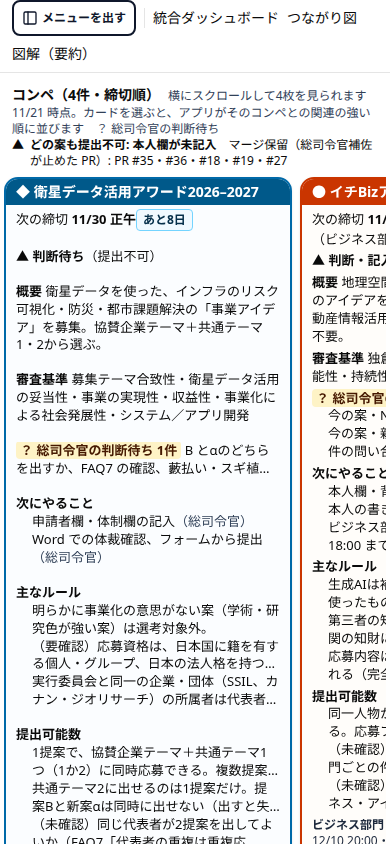 メニューを出す 統合ダッシュボード つながり図
図解（要約）
コンペ（4件・締切順） 横にスクロールして4枚を見られます
11/21 時点。カードを選ぶと、アプリがそのコンペとの関連の強い
順に並びます ？ 総司令官の判断待ち
▲ どの案も提出不可: 本人欄が未記入 マージ保留（総司令官補佐
が止めた PR）: PR #35・#36・#18・#19・#27
◆ 衛星データ活用アワード2026–2027
次の締切 11/30 正午 あと8日
▲ 判断待ち（提出不可）
概要 衛星データを使った、インフラのリスク
可視化・防災・都市課題解決の「事業アイデ
ア」を募集。協賛企業テーマ＋共通テーマ
1・2から選ぶ。
審査基準 募集テーマ合致性・衛星データ活用
の妥当性・事業の実現性・収益性・事業化に
よる社会発展性・システム／アプリ開発
？ 総司令官の判断待ち 1件 B とαのどちら
を出すか、FAQ7 の確認、藪払い・スギ植…
次にやること
申請者欄・体制欄の記入（総司令官）
Word での体裁確認、フォームから提出
（総司令官）
主なルール
明らかに事業化の意思がない案（学術・研
究色が強い案）は選考対象外。
（要確認）応募資格は、日本国に籍を有す
る個人・グループ、日本の法人格を持つ…
実行委員会と同一の企業・団体（SSIL、カ
ナン・ジオリサーチ）の所属者は代表者…
提出可能数
1提案で、協賛企業テーマ＋共通テーマ1
つ（1か2）に同時応募できる。複数提案…
共通テーマ2に出せるのは1提案だけ。提
案Bと新案αは同時に出せない（出すと失…
（未確認）同じ代表者が2提案を出してよ
いか（FAQ7「代表者の重複は重複応
● イチBizア
次の締切 11/
（ビジネス部
▲ 判断・記入
概要 地理空間
のアイデアを
動産情報活用
不要。
審査基準 独創
能性・持続性
？ 総司令官
今の案・N
今の案・新
件の問い合
次にやること
本人欄・背
本人の書き
ビジネス部
18:00 まで
主なルール
生成AIは補
使ったもの
第三者の知
関の知財に
応募内容に
れる（完全
提出可能数
同一人物が
る。応募フ
（未確認）
門ごとの件
（未確認）
ネス・アイ
ビジネス部門
12/10 20:00・